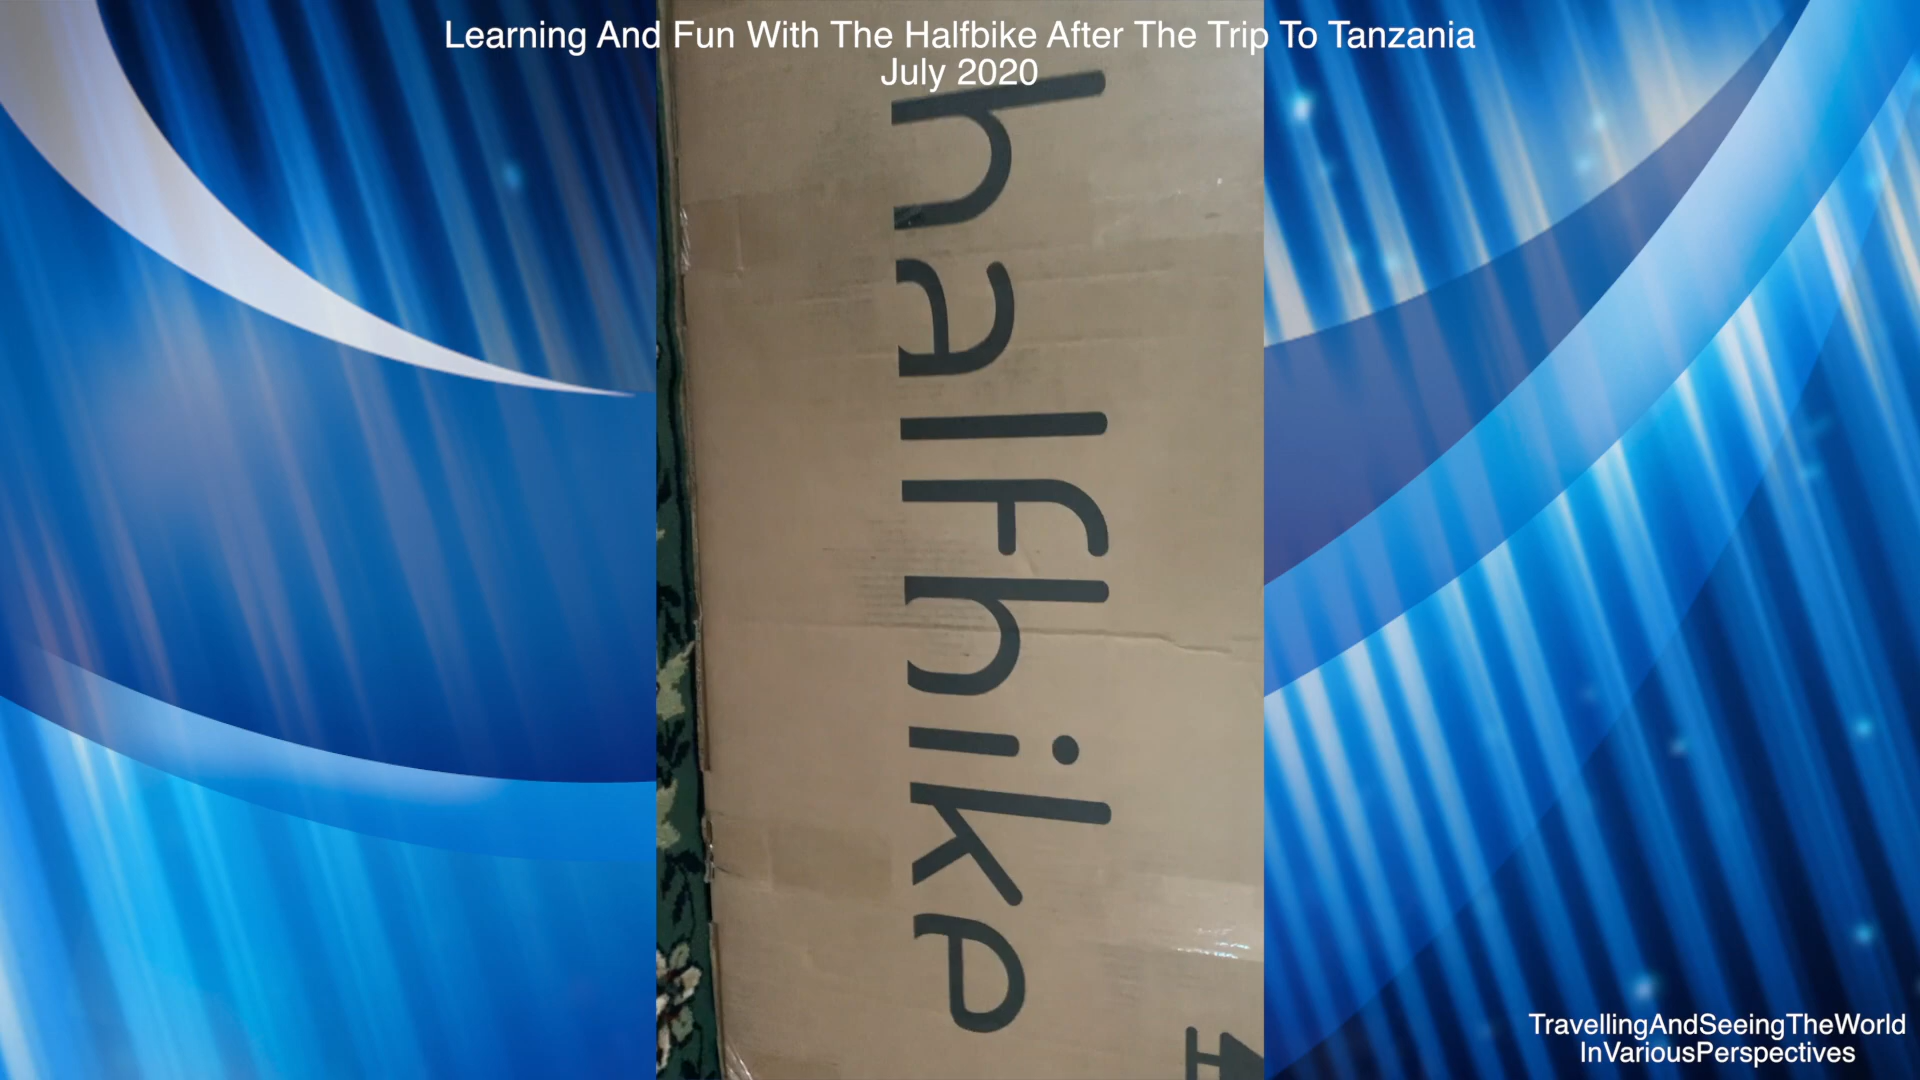 Learning And Fun With The Halfbike After The Trip To Tanzania
July 2020
halfbike
TravellingAndSeeingTheWorld
InVariousPerspectives